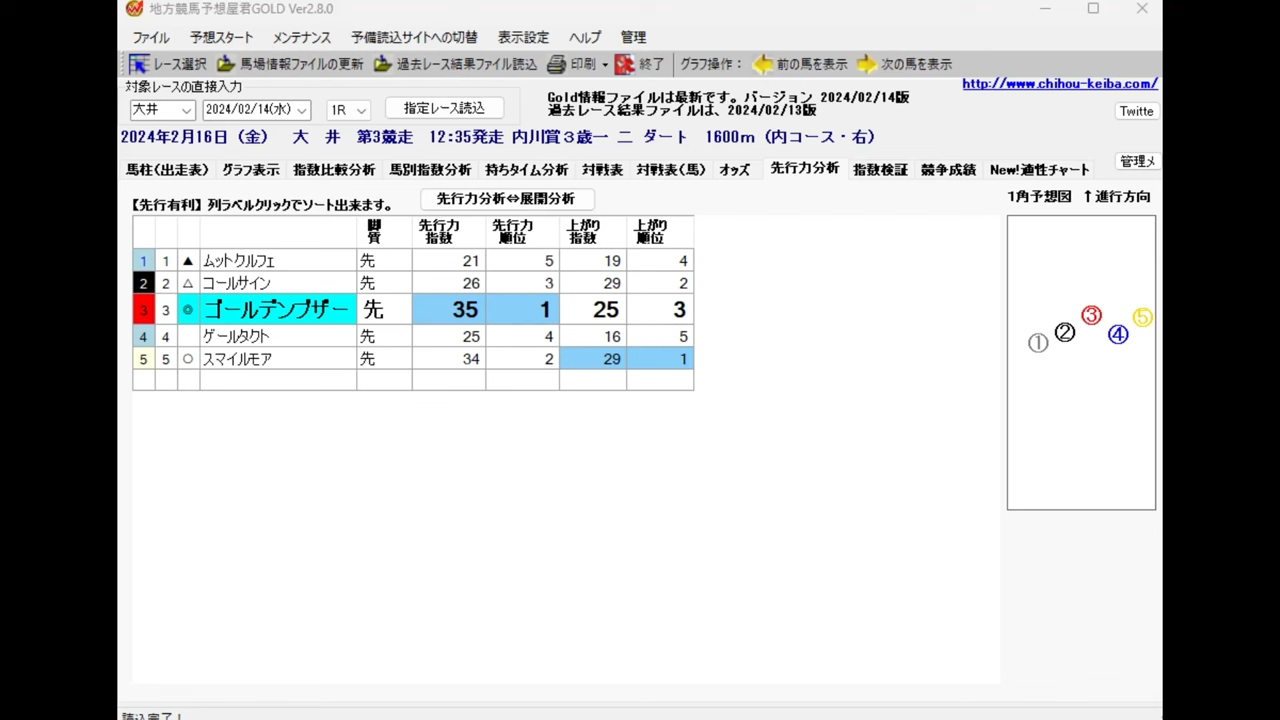 地方競馬予想屋君GOLD Ver2.8.0
ファイル 予想スタート メンテナンス 予備読込サイトへの切替 表示設定 ヘルプ 管理
レース選択 馬場情報ファイルの更新 過去レース結果ファイル読込 印刷 終了 グラフ操作： 前の馬を表示 次の馬を表示
対象レースの直接入力
http://www.chihou-keiba.com/
大井 2024/02/14(水) 1R 指定レース読込
Gold情報ファイルは最新です。バージョン 2024/02/14版
過去レース結果ファイルは、2024/02/13版
Twitte
2024年2月16日（金） 大 井 第3競走 12:35発走 内川賞３歳一 二 ダート 1600ｍ（内コース・右）
管理メ
馬柱(出走表) グラフ表示 指数比較分析 馬別指数分析 持ちタイム分析 対戦表 対戦表(馬) オッズ 先行力分析 指数検証 競争成績 New!適性チャート
【先行有利】列ラベルクリックでソート出来ます。 先行力分析⇔展開分析
1角予想図 ↑進行方向
脚質 先行力指数 先行力順位 上がり指数 上がり順位
1 1 ▲ ムットクルフェ 先 21 5 19 4
2 2 △ コールサイン 先 26 3 29 2
3 3 ◎ ゴールデンブザー 先 35 1 25 3
4 4 ゲールタクト 先 25 4 16 5
5 5 ○ スマイルモア 先 34 2 29 1
① ② ③ ④ ⑤
読込完了！